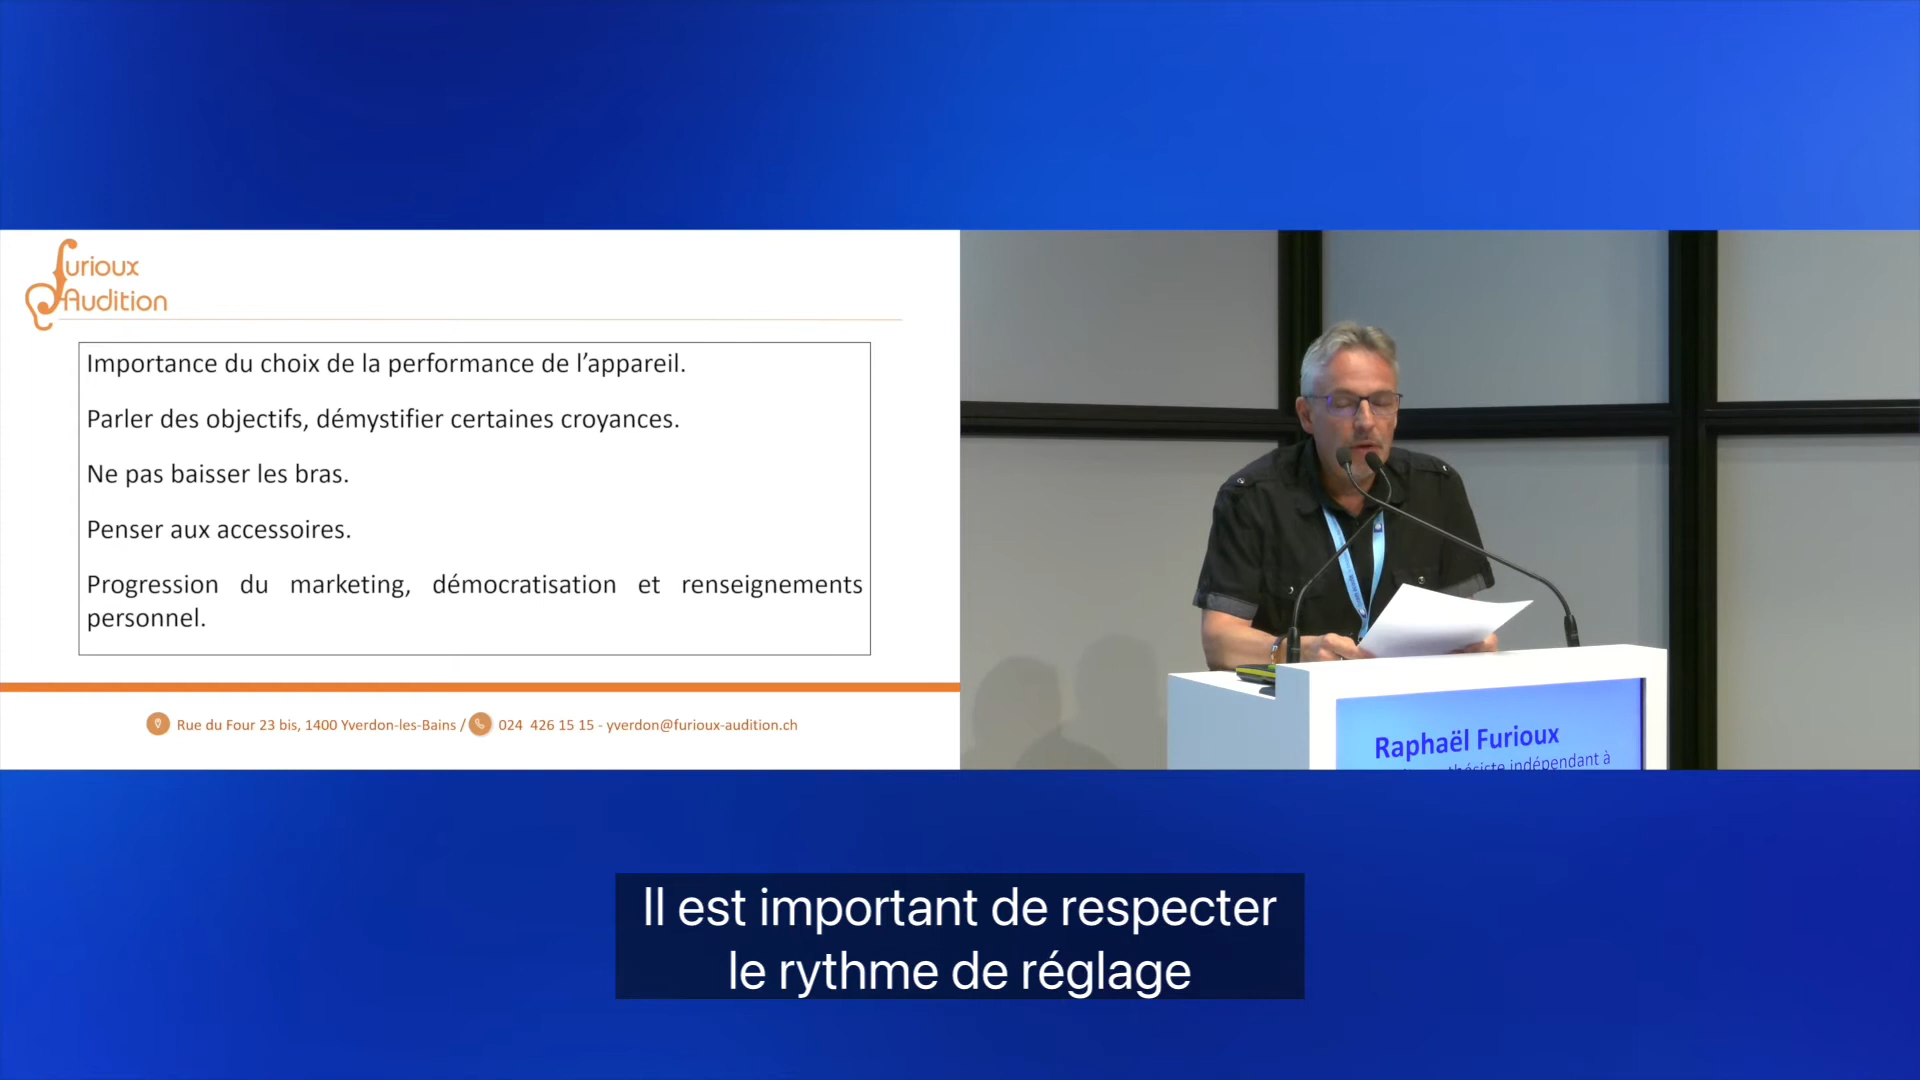 Furioux
Audition
Importance du choix de la performance de l’appareil.
Parler des objectifs, démystifier certaines croyances.
Ne pas baisser les bras.
Penser aux accessoires.
Progression du marketing, démocratisation et renseignements
personnel.
Rue du Four 23 bis, 1400 Yverdon-les-Bains / 024 426 15 15 - yverdon@furioux-audition.ch
Raphaël Furioux
indépendant à
Il est important de respecter
le rythme de réglage